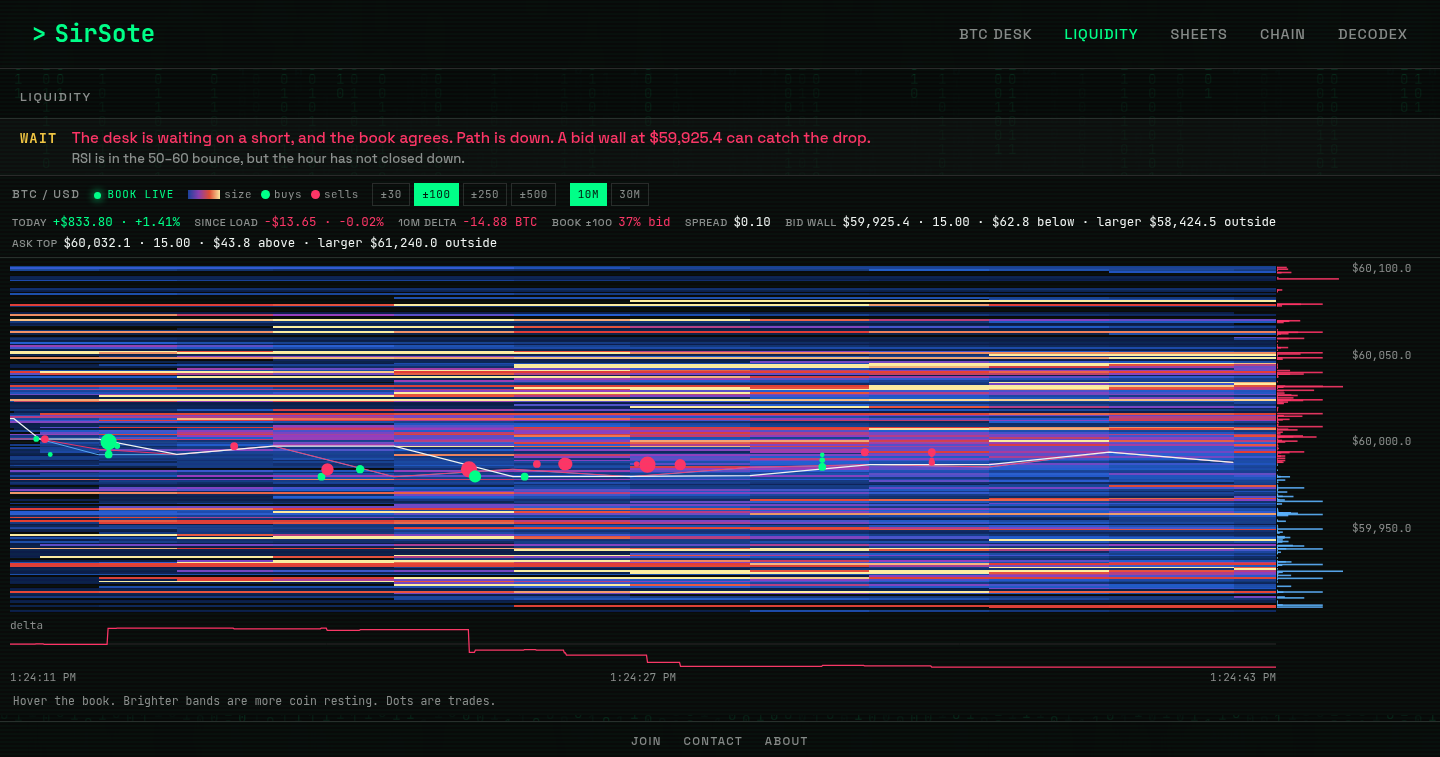 > SirSote
BTC DESK LIQUIDITY SHEETS CHAIN DECODEX
LIQUIDITY
WAIT The desk is waiting on a short, and the book agrees. Path is down. A bid wall at $59,925.4 can catch the drop.
RSI is in the 50–60 bounce, but the hour has not closed down.
BTC / USD BOOK LIVE size buys sells ±30 ±100 ±250 ±500 10M 30M
TODAY +$833.80 · +1.41% SINCE LOAD -$13.65 · -0.02% 10M DELTA -14.88 BTC BOOK ±100 37% bid SPREAD $0.10 BID WALL $59,925.4 · 15.00 · $62.8 below · larger $58,424.5 outside
ASK TOP $60,032.1 · 15.00 · $43.8 above · larger $61,240.0 outside
$60,100.0
$60,050.0
$60,000.0
$59,950.0
delta
1:24:11 PM 1:24:27 PM 1:24:43 PM
Hover the book. Brighter bands are more coin resting. Dots are trades.
JOIN CONTACT ABOUT